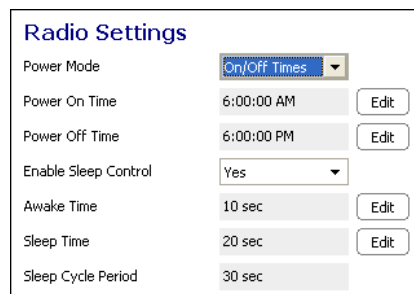 Radio Settings
Power Mode On/Off Times
Power On Time 6:00:00 AM Edit
Power Off Time 6:00:00 PM Edit
Enable Sleep Control Yes
Awake Time 10 sec Edit
Sleep Time 20 sec Edit
Sleep Cycle Period 30 sec